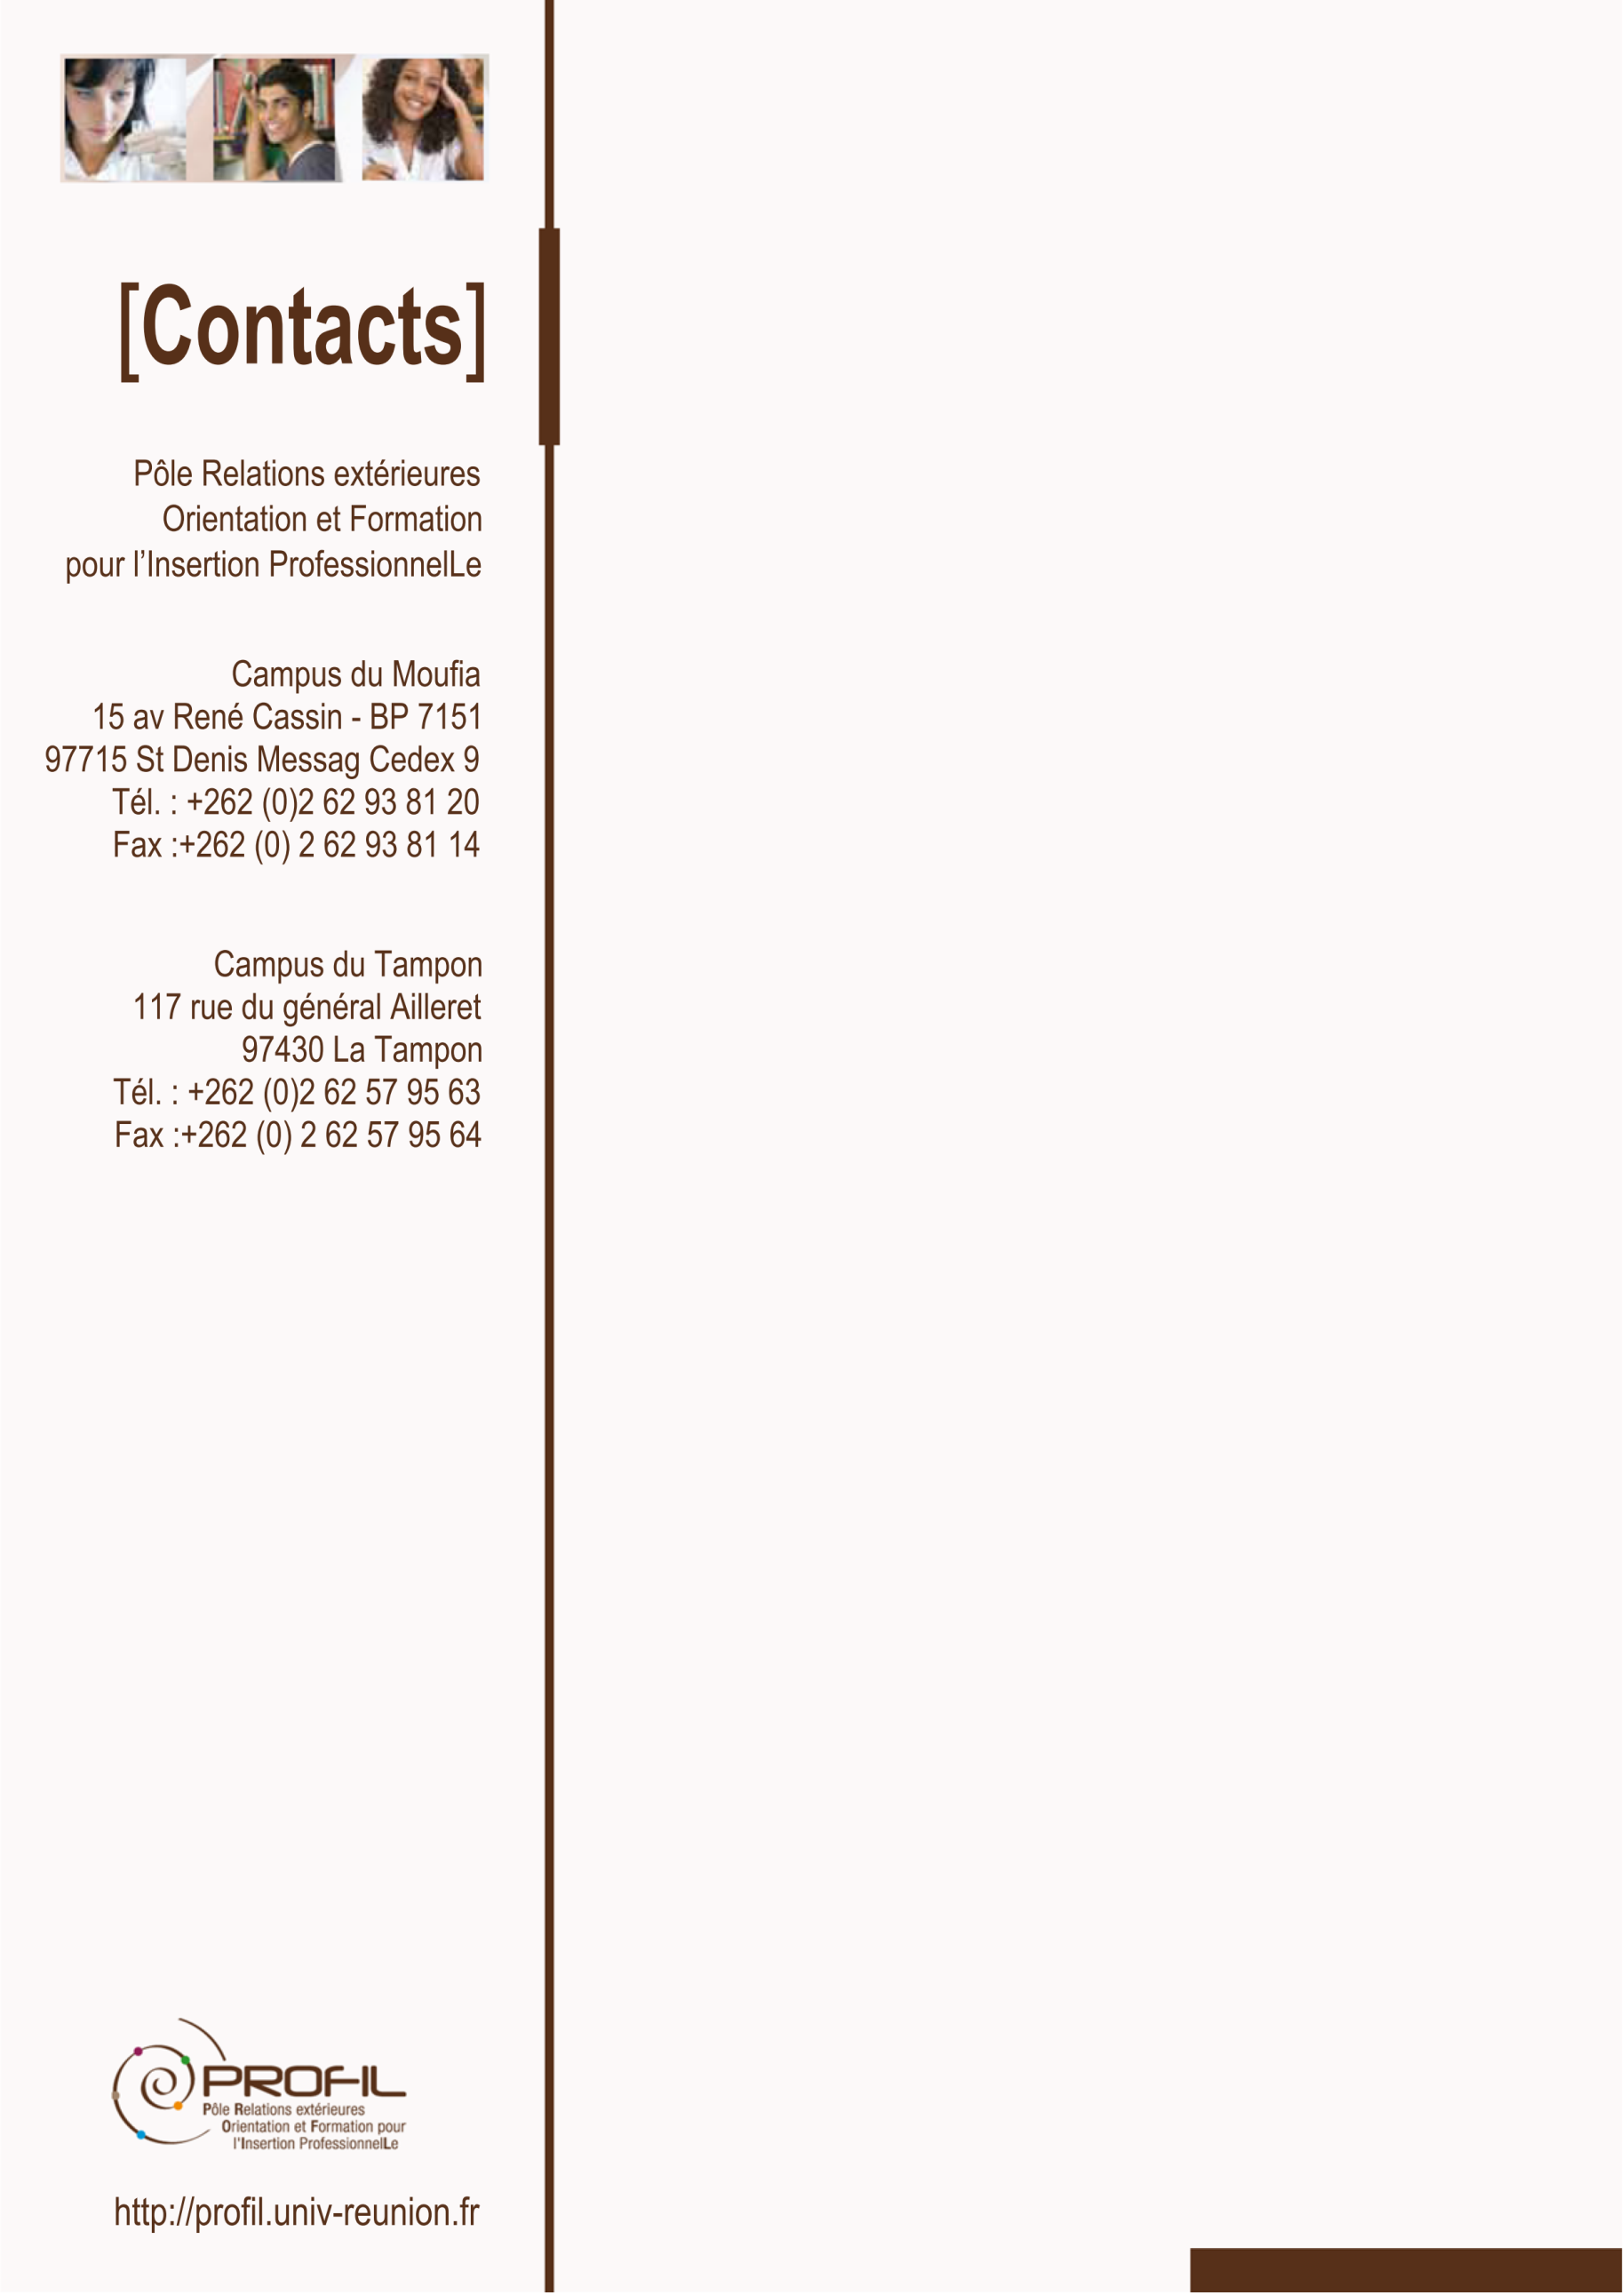 [Contacts]
Pôle Relations extérieures
Orientation et Formation
pour l’Insertion ProfessionnelLe
Campus du Moufia
15 av René Cassin - BP 7151
97715 St Denis Messag Cedex 9
Tél. : +262 (0)2 62 93 81 20
Fax :+262 (0) 2 62 93 81 14
Campus du Tampon
117 rue du général Ailleret
97430 La Tampon
Tél. : +262 (0)2 62 57 95 63
Fax :+262 (0) 2 62 57 95 64
PROFIL
Pôle Relations extérieures
Orientation et Formation pour
l'Insertion ProfessionnelLe
http://profil.univ-reunion.fr